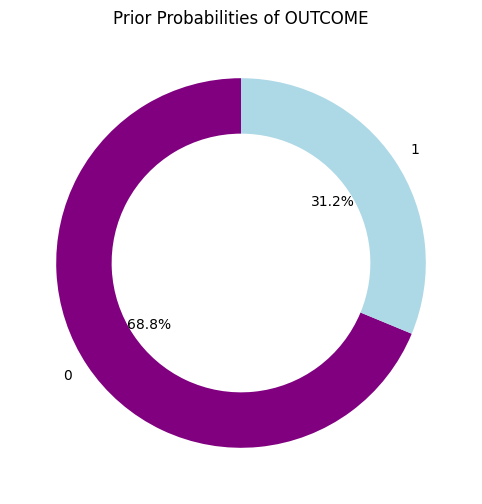 Prior Probabilities of OUTCOME
1
31.2%
68.8%
0